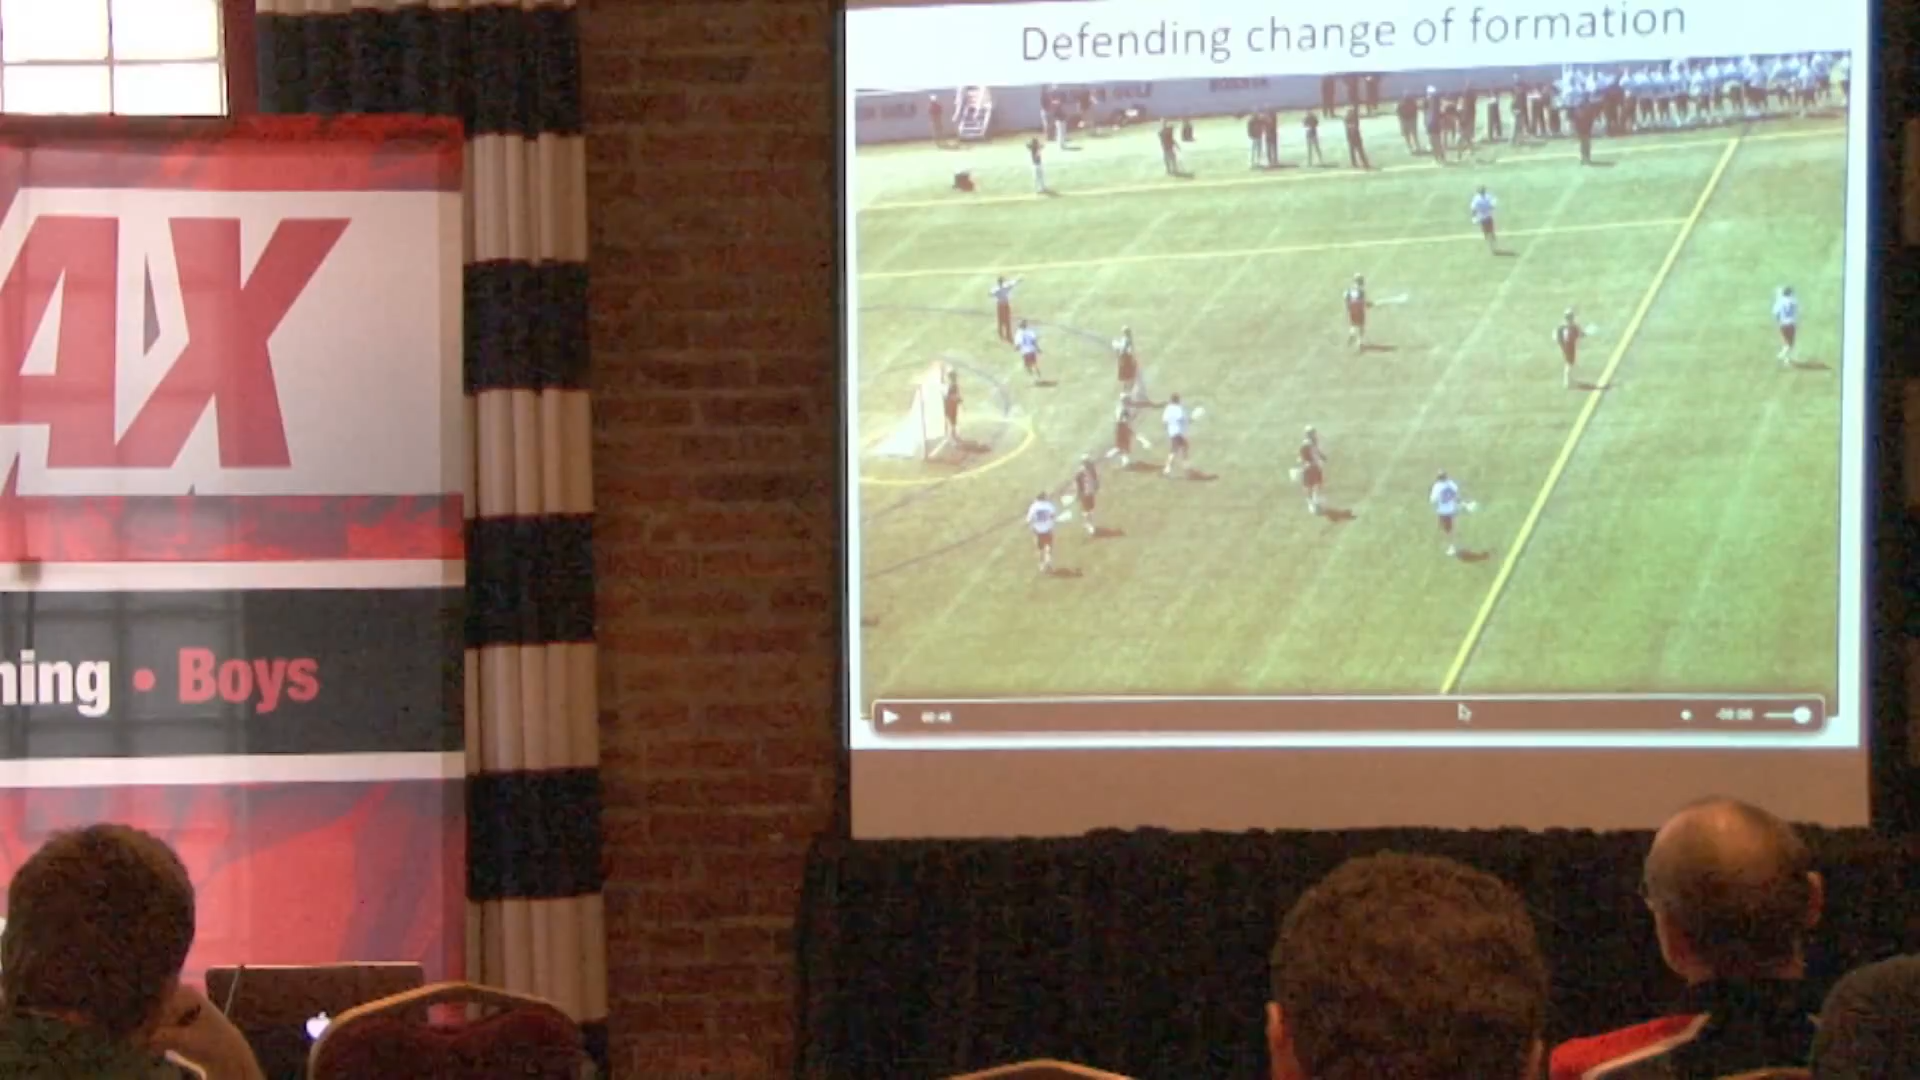 Defending change of formation
AX
ning • Boys